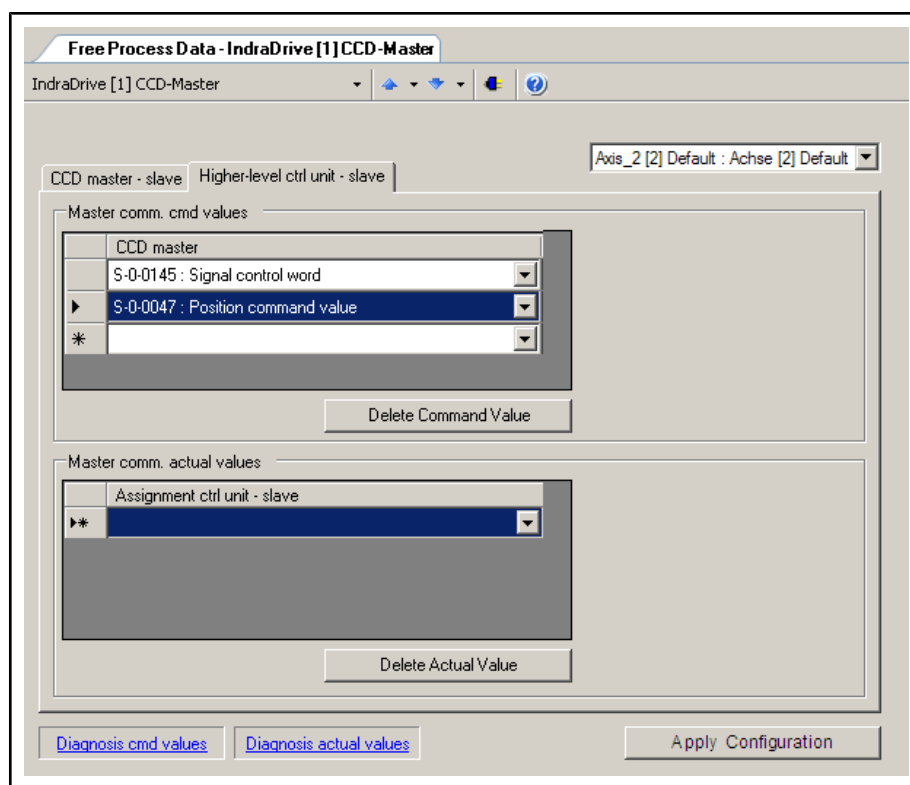 Free Process Data - IndraDrive [1] CCD-Master
IndraDrive [1] CCD-Master
Axis_2 [2] Default : Achse [2] Default
CCD master - slave Higher-level ctrl unit - slave
Master comm. cmd values
CCD master
S-0-0145 : Signal control word
S-0-0047 : Position command value
Delete Command Value
Master comm. actual values
Assignment ctrl unit - slave
Delete Actual Value
Diagnosis cmd values Diagnosis actual values Apply Configuration